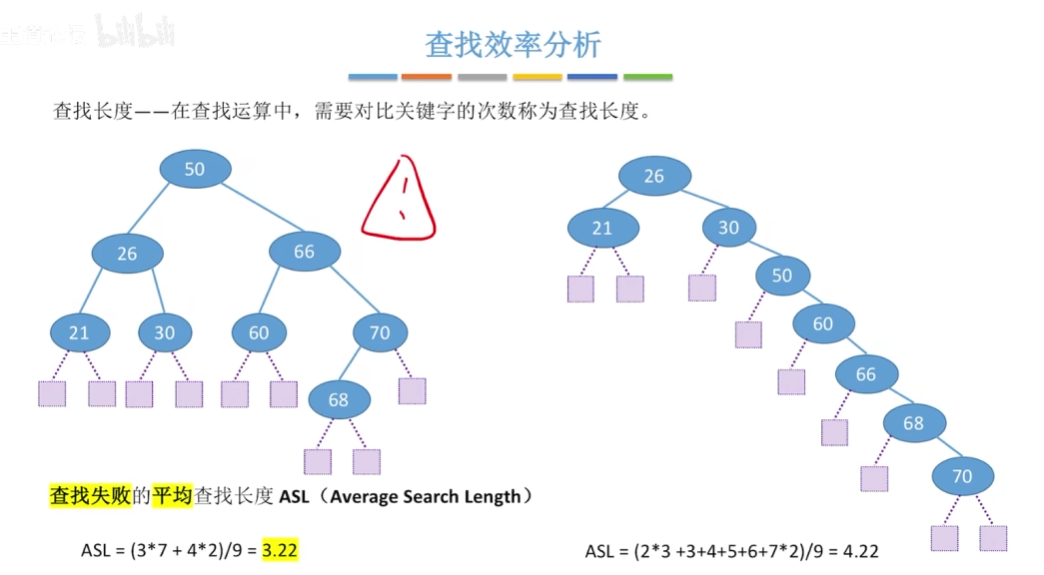 bilibili
查找效率分析
查找长度——在查找运算中，需要对比关键字的次数称为查找长度。
50
26
66
21
30
60
70
68
26
21
30
50
60
66
68
70
查找失败的平均查找长度 ASL（Average Search Length）
ASL = (3*7 + 4*2)/9 = 3.22
ASL = (2*3 +3+4+5+6+7*2)/9 = 4.22